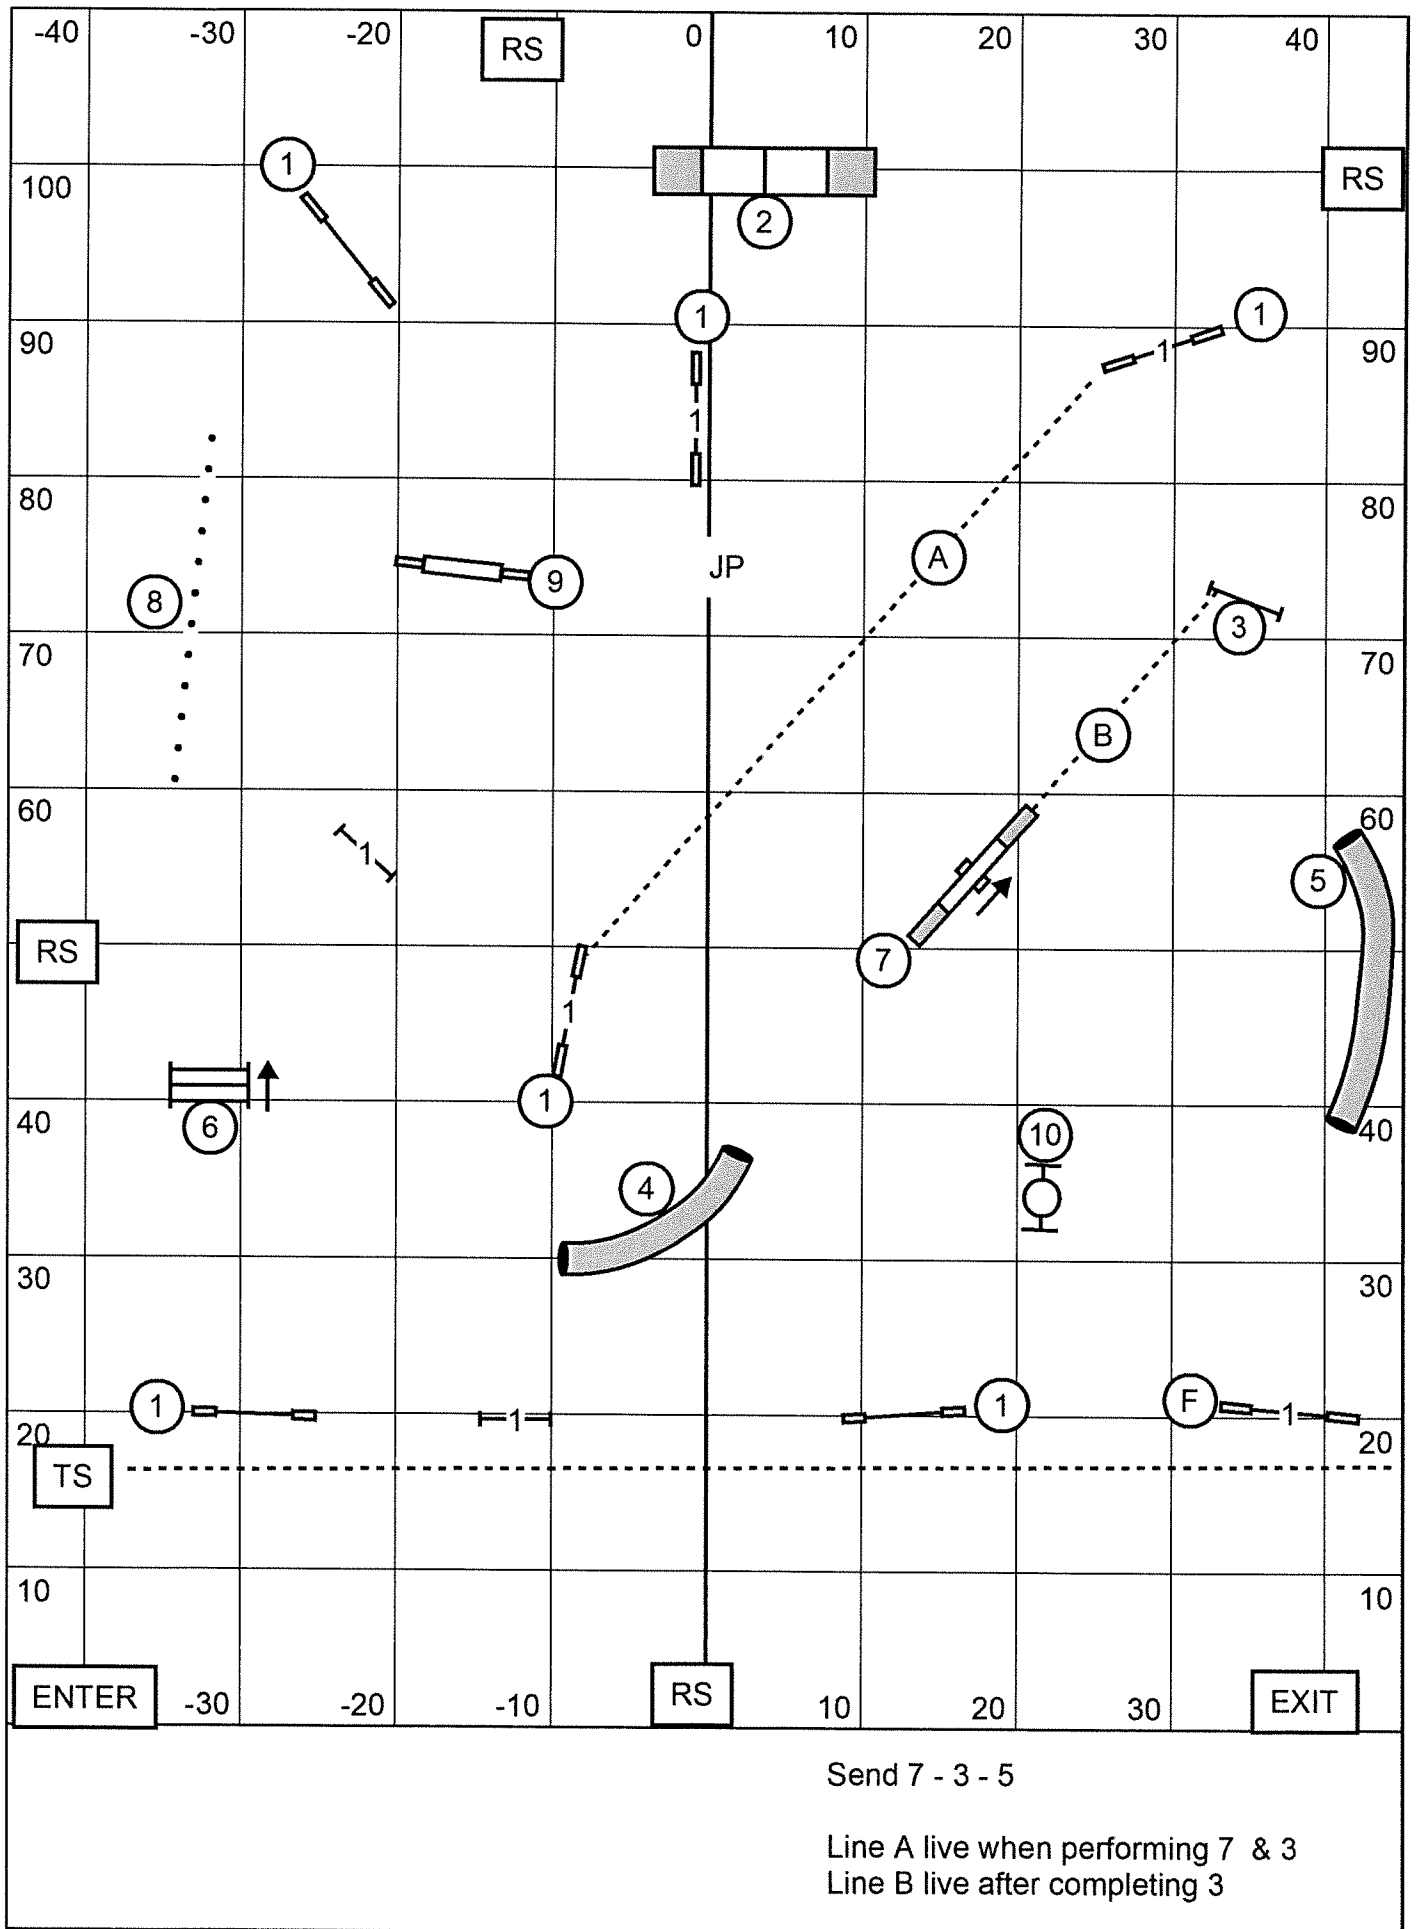 -40 -30 -20 RS 0 10 20 30 40
1
100 2 RS
1 1
90 1 90
1
80 80
A
JP
9
8
3
70 70
B
60 60
1 5
RS 7
1
1
6
40 10 40
4
30 30
1 1 1 F 1
20 20
TS
10 10
ENTER -30 -20 -10 RS 10 20 30 EXIT
Send 7 - 3 - 5
Line A live when performing 7 & 3
Line B live after completing 3